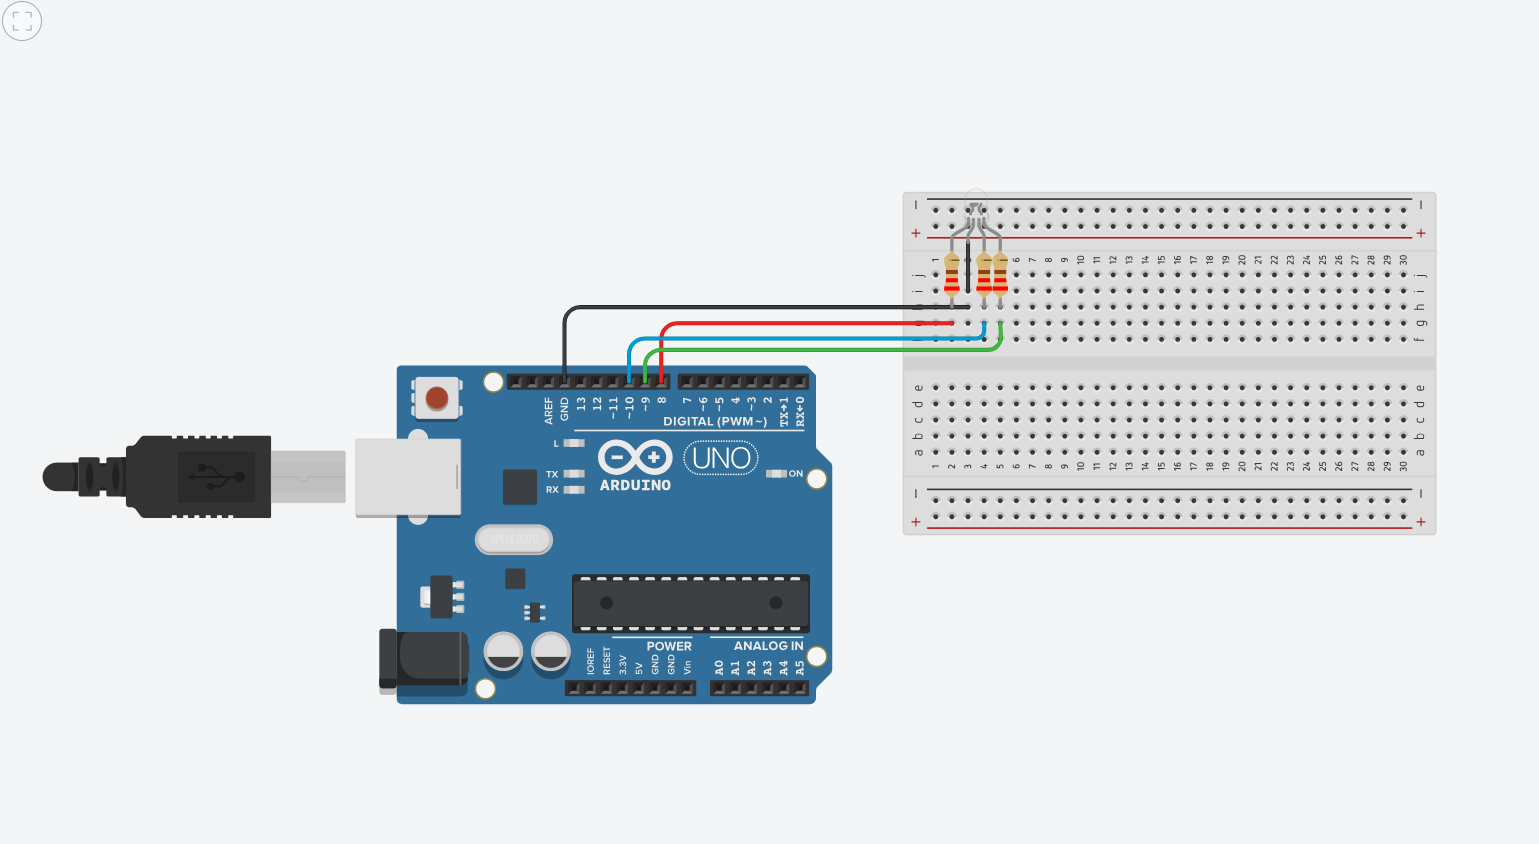 − −
+ +
1 2 3 4 5 6 7 8 9 10 11 12 13 14 15 16 17 18 19 20 21 22 23 24 25 26 27 28 29 30
j j
i i
h h
g g
f f
e e
d d
c c
b b
a a
1 2 3 4 5 6 7 8 9 10 11 12 13 14 15 16 17 18 19 20 21 22 23 24 25 26 27 28 29 30
− −
+ +
AREF GND 13 12 ~11 ~10 ~9 8 7 ~6 ~5 4 ~3 2 TX→1 RX←0
DIGITAL (PWM~)
L
TX
RX
UNO
ARDUINO
ON
SPK16.000G
POWER ANALOG IN
IOREF RESET 3.3V 5V GND GND Vin A0 A1 A2 A3 A4 A5